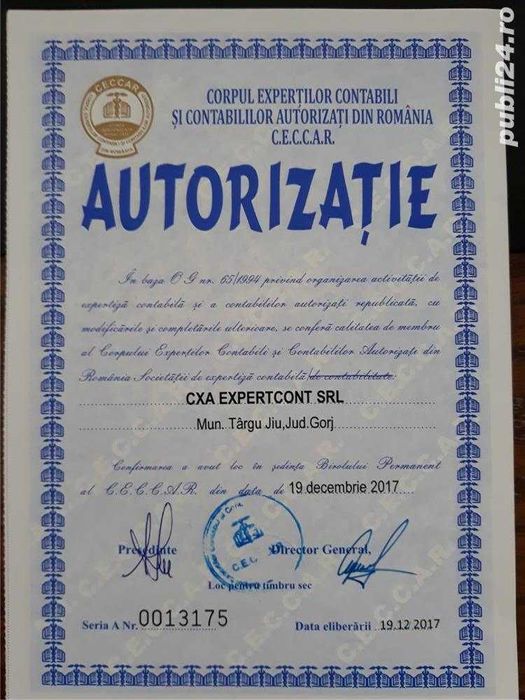 publi24.ro
CECCAR
CORPUL EXPERȚILOR CONTABILI
ȘI CONTABILILOR AUTORIZAȚI DIN ROMÂNIA
C.E.C.C.A.R.
AUTORIZAȚIE
În baza O G nr. 65/1994 privind organizarea activității de
expertiză contabilă și a contabililor autorizați republicată, cu
modificările și completările ulterioare, se conferă calitatea de membru
al Corpului Experților Contabili și Contabililor Autorizați din
România Societății de expertiză contabilă/de contabilitate
CXA EXPERTCONT SRL
Mun. Târgu Jiu,Jud.Gorj
Confirmarea a avut loc în ședința Biroului Permanent
al C.E.C.C.A.R. din data de 19 decembrie 2017
Președinte Director General,
Loc pentru timbru sec
Seria A Nr. 0013175 Data eliberării 19.12 2017